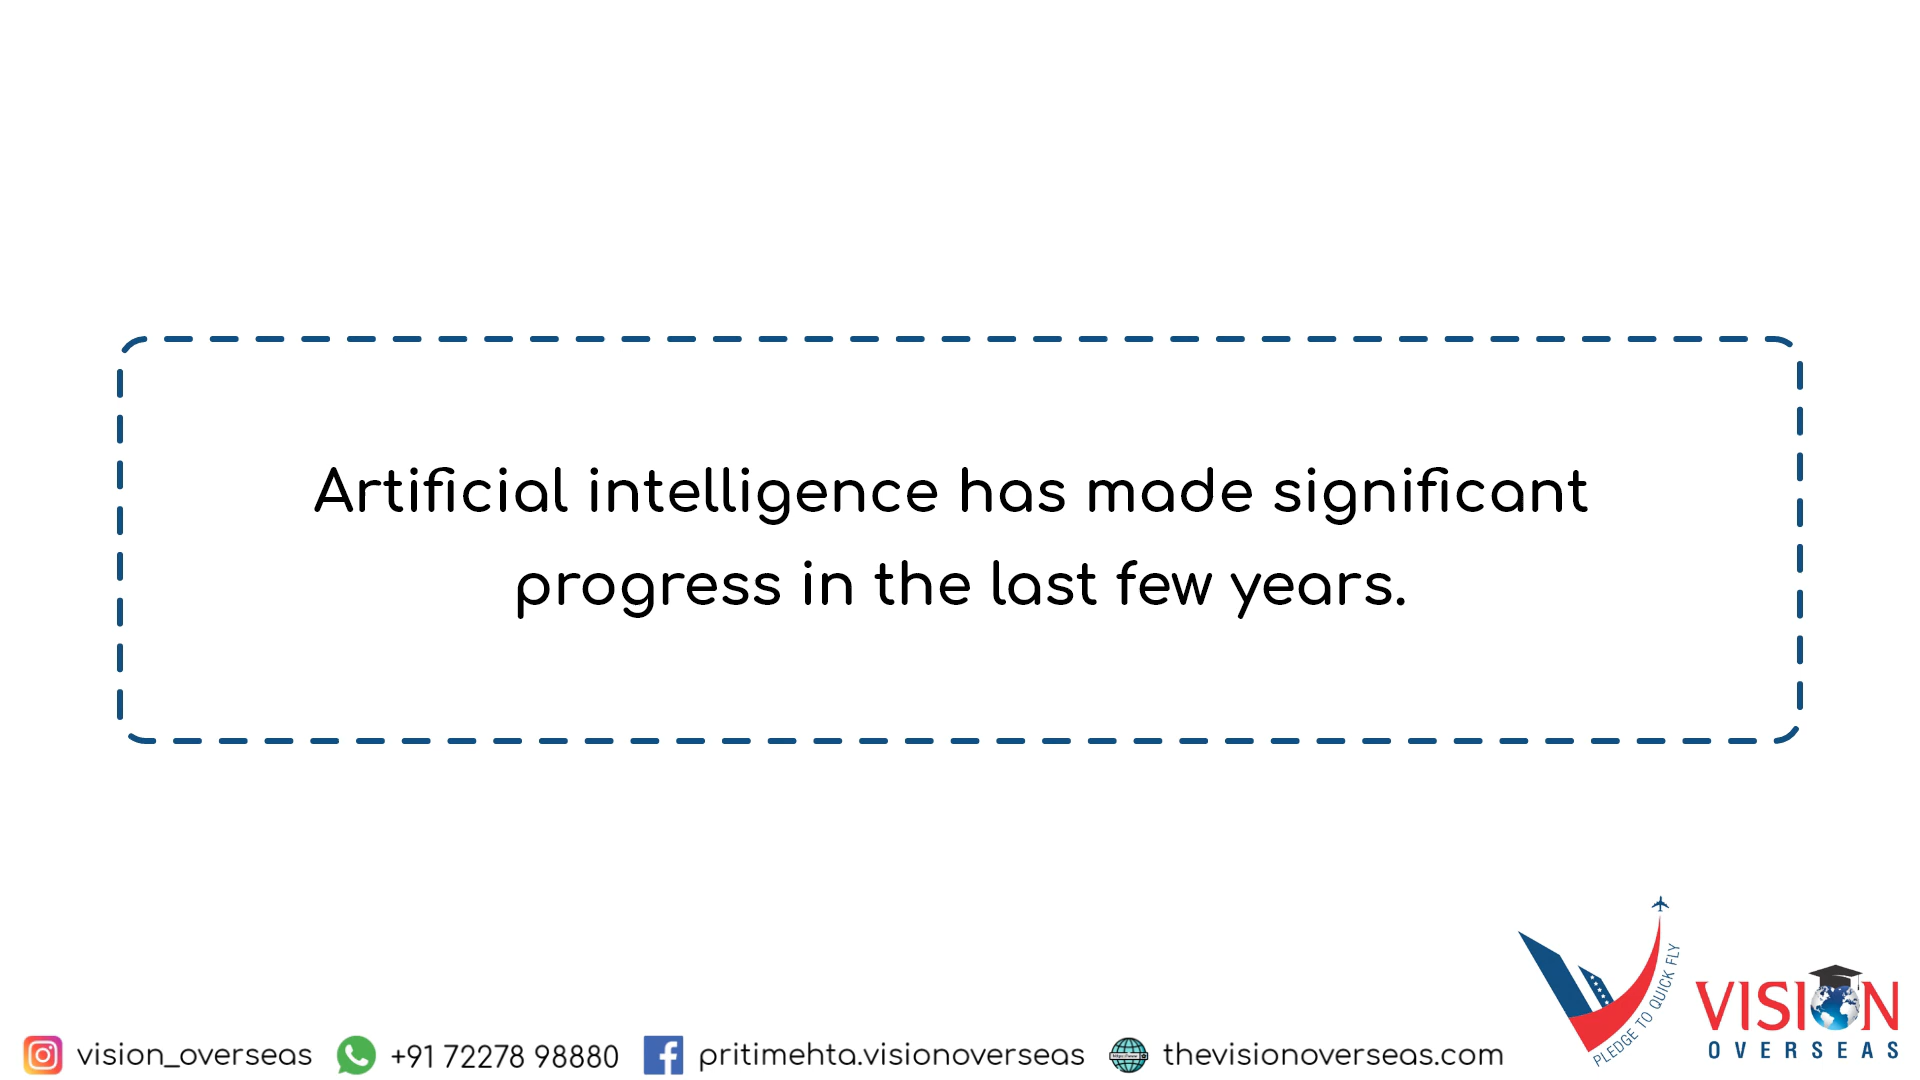 Artificial intelligence has made significant
progress in the last few years.
PLEDGE TO QUICK FLY
VISION
OVERSEAS
vision_overseas +91 72278 98880 pritimehta.visionoverseas thevisionoverseas.com